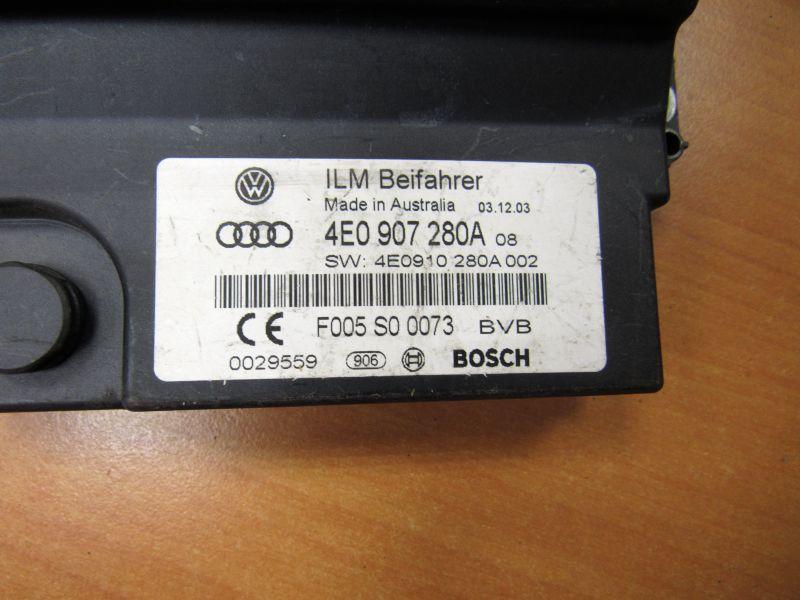 ILM Beifahrer
Made in Australia 03.12.03
4E0 907 280A 08
SW: 4E0910 280A 002
CE F005 S0 0073 BVB
0029559 906 BOSCH